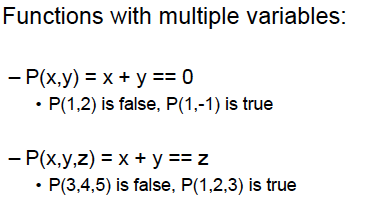 Functions with multiple variables:
– P(x,y) = x + y == 0
• P(1,2) is false, P(1,-1) is true
– P(x,y,z) = x + y == z
• P(3,4,5) is false, P(1,2,3) is true